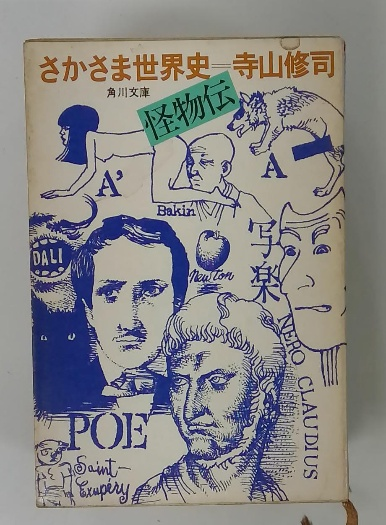 さかさま世界史=寺山修司
角川文庫
怪物伝
A'
A
Bakin
DALI
Newton
写楽
NERO CLAUDIUS
POE
Saint-
Exupéry